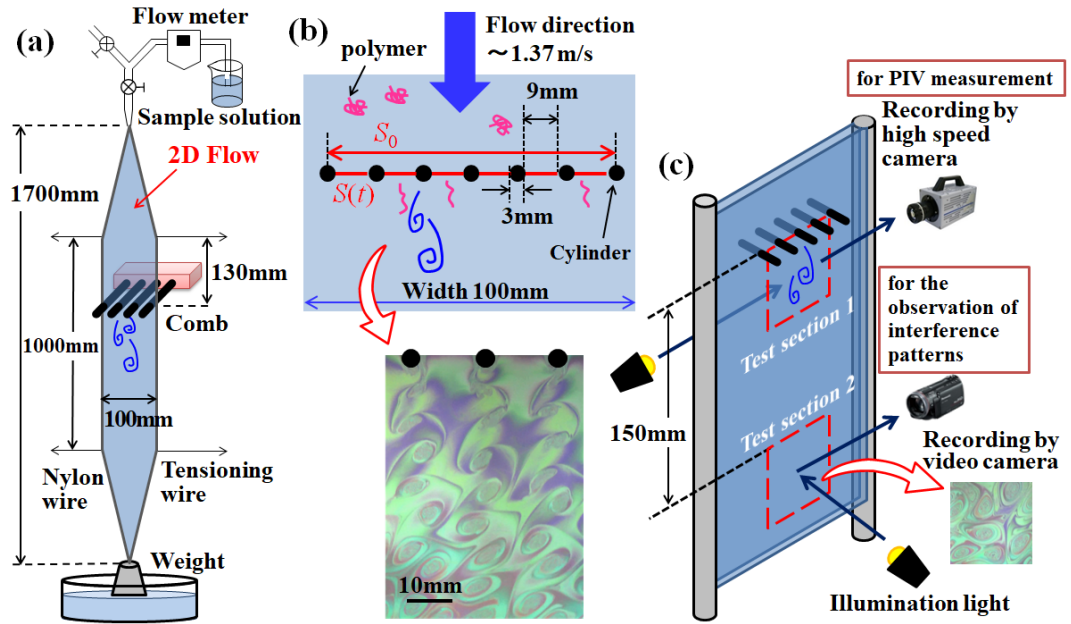 (a)
Flow meter
Sample solution
2D Flow
1700mm
130mm
Comb
1000mm
100mm
Nylon
wire
Tensioning
wire
Weight
(b)
Flow direction
～1.37 m/s
polymer
9mm
S0
S(t)
3mm
Cylinder
Width 100mm
10mm
(c)
for PIV measurement
Recording by
high speed
camera
for the
observation of
interference
patterns
Test section 1
Test section 2
150mm
Recording by
video camera
Illumination light